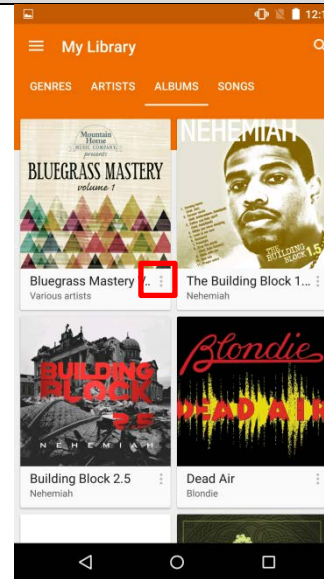 12:1
My Library
GENRES ARTISTS ALBUMS SONGS
Mountain
Home
MUSIC COMPANY
presents
BLUEGRASS MASTERY
volume 1
NEHEMIAH
THE
BUILDING
BLOCK 1.5
Bluegrass Mastery V..
Various artists
The Building Block 1...
Nehemiah
BUILDING
BLOCK
2.5
NEHEMIAH
Blondie
DEAD AIR
Building Block 2.5
Nehemiah
Dead Air
Blondie